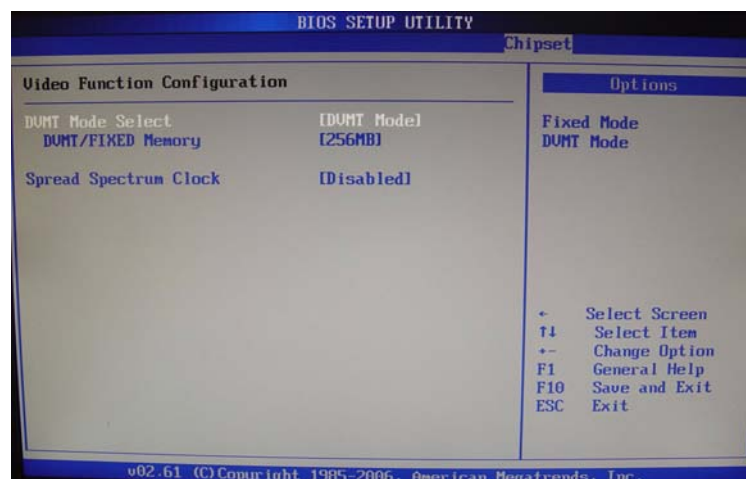 BIOS SETUP UTILITY
Chipset
Video Function Configuration
DVMT Mode Select [DVMT Mode]
DVMT/FIXED Memory [256MB]
Spread Spectrum Clock [Disabled]
Options
Fixed Mode
DVMT Mode
← Select Screen
↑↓ Select Item
+- Change Option
F1 General Help
F10 Save and Exit
ESC Exit
v02.61 (C)Copyright 1985-2006, American Megatrends, Inc.